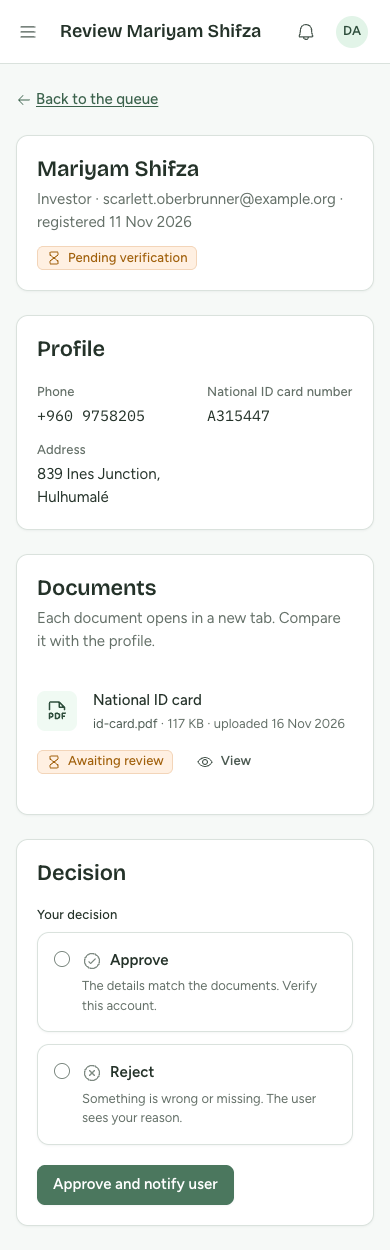 Review Mariyam Shifza
DA
Back to the queue
Mariyam Shifza
Investor · scarlett.oberbrunner@example.org ·
registered 11 Nov 2026
Pending verification
Profile
Phone
National ID card number
+960 9758205
A315447
Address
839 Ines Junction,
Hulhumalé
Documents
Each document opens in a new tab. Compare
it with the profile.
PDF
National ID card
id-card.pdf · 117 KB · uploaded 16 Nov 2026
Awaiting review
View
Decision
Your decision
Approve
The details match the documents. Verify
this account.
Reject
Something is wrong or missing. The user
sees your reason.
Approve and notify user